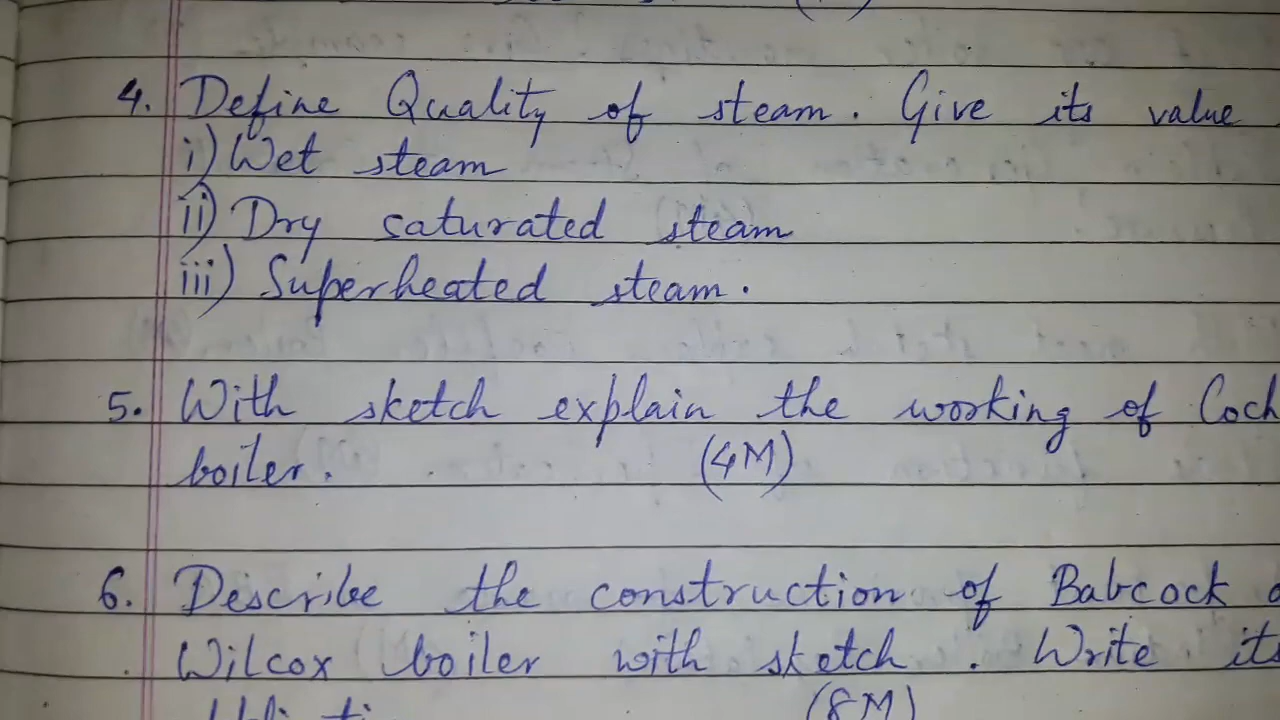 4. Define Quality of steam. Give its value
i) Wet steam
ii) Dry saturated steam
iii) Superheated steam.
5. With sketch explain the working of Coch
boiler. (4M)
6. Describe the construction of Babcock
Wilcox boiler with sketch. Write its
(8M)